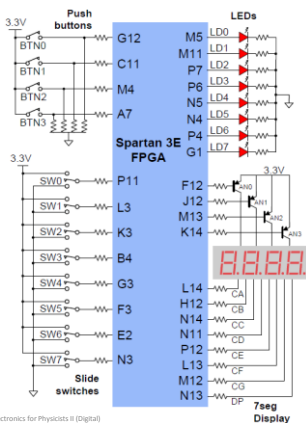 Push
buttons
LEDs
3.3V
BTN0
BTN1
BTN2
BTN3
G12
C11
M4
A7
M5 LD0
M11 LD1
P7 LD2
P6 LD3
N5 LD4
N4 LD5
P4 LD6
G1 LD7
Spartan 3E
FPGA
3.3V
SW0 P11
SW1 L3
SW2 K3
SW3 B4
SW4 G3
SW5 F3
SW6 E2
SW7 N3
Slide
switches
3.3V
F12 AN0
J12 AN1
M13 AN2
K14 AN3
8.8.8.8.
L14 CA
H12 CB
N14 CC
N11 CD
P12 CE
L13 CF
M12 CG
N13 DP
7seg
Display
ectronics for Physicists II (Digital)